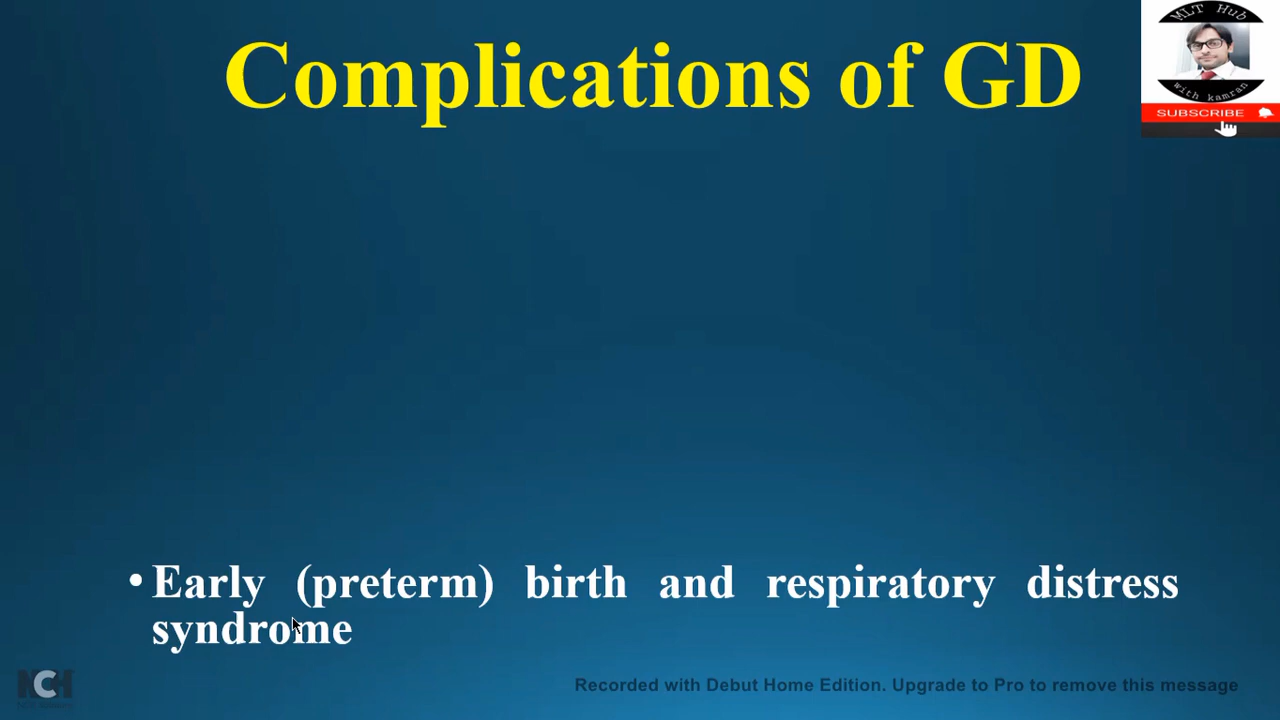 Complications of GD
MLT Hub
with kamran
SUBSCRIBE
• Early (preterm) birth and respiratory distress
syndrome
NCH
Recorded with Debut Home Edition. Upgrade to Pro to remove this message